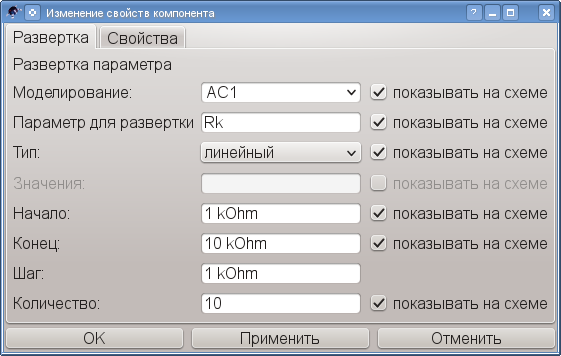 Изменение свойств компонента
Развертка Свойства
Развертка параметра
Моделирование: AC1 показывать на схеме
Параметр для развертки Rk показывать на схеме
Тип: линейный показывать на схеме
Значения: показывать на схеме
Начало: 1 kOhm показывать на схеме
Конец: 10 kOhm показывать на схеме
Шаг: 1 kOhm
Количество: 10 показывать на схеме
OK Применить Отменить